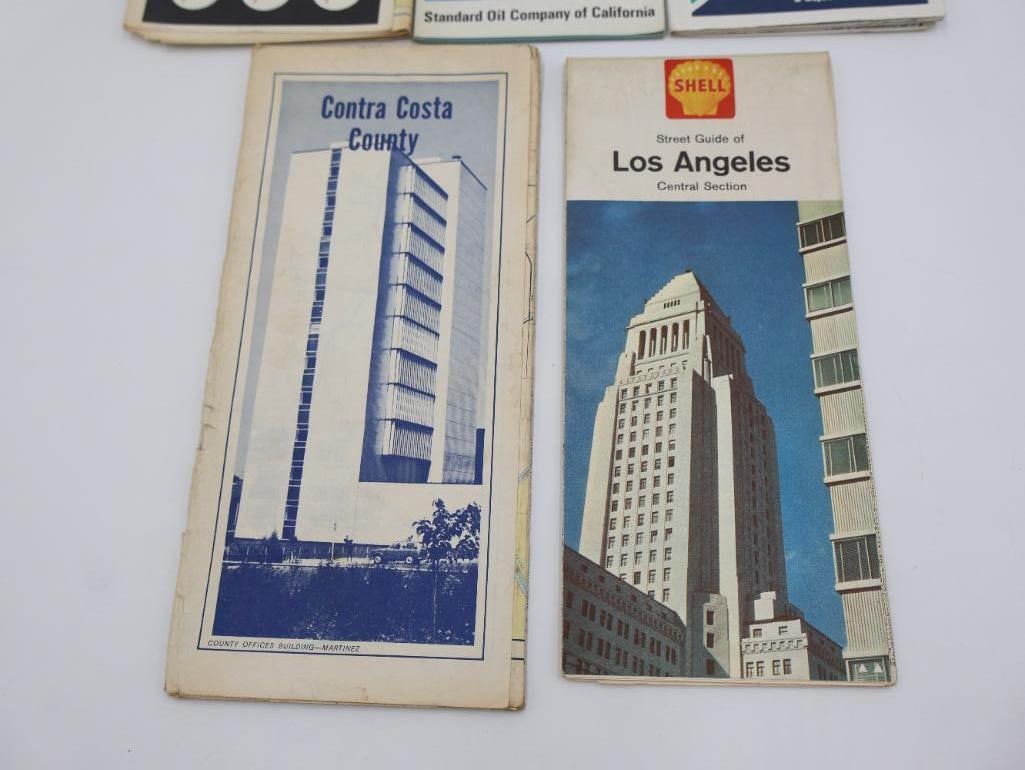 Standard Oil Company of California
Contra Costa
County
COUNTY OFFICES BUILDING—MARTINEZ
SHELL
Street Guide of
Los Angeles
Central Section